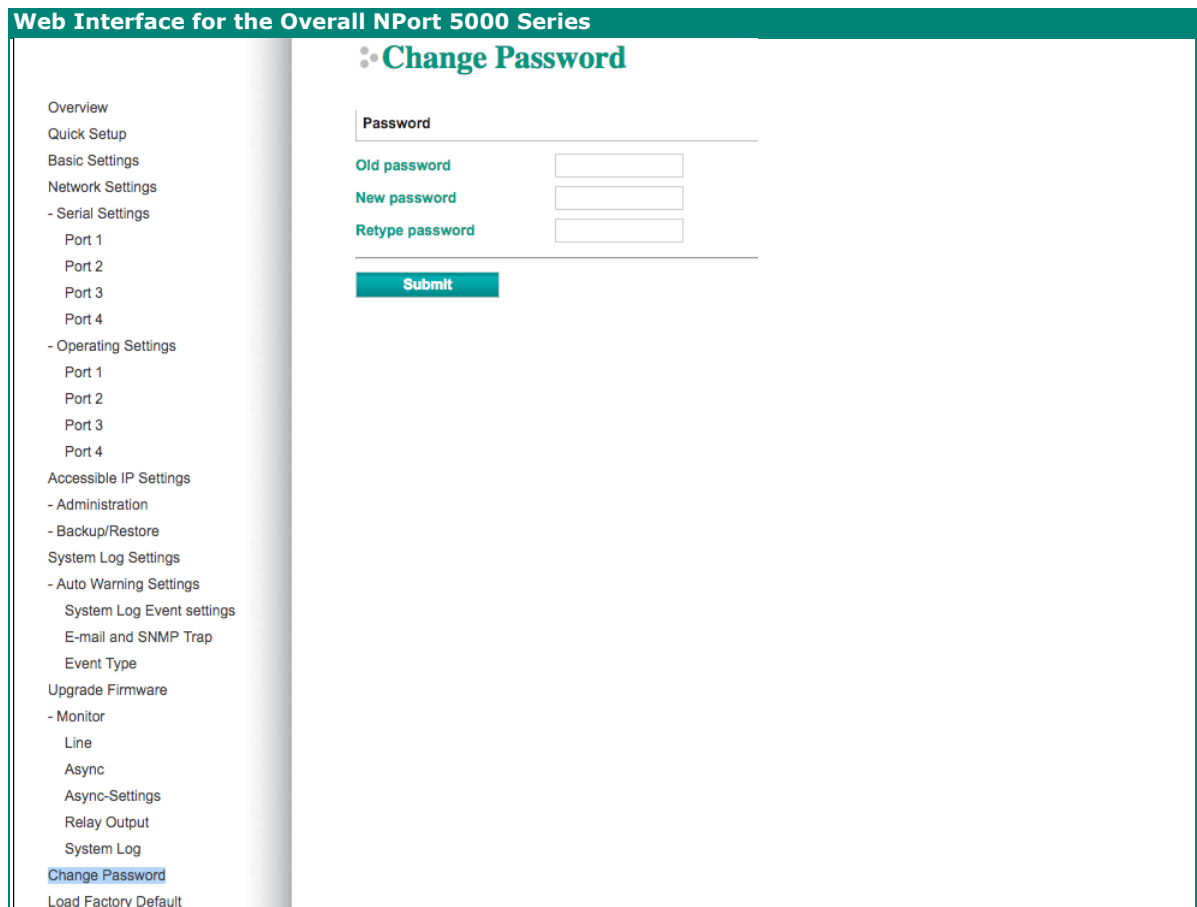 Web Interface for the Overall NPort 5000 Series
Overview
Quick Setup
Basic Settings
Network Settings
- Serial Settings
Port 1
Port 2
Port 3
Port 4
- Operating Settings
Port 1
Port 2
Port 3
Port 4
Accessible IP Settings
- Administration
- Backup/Restore
System Log Settings
- Auto Warning Settings
System Log Event settings
E-mail and SNMP Trap
Event Type
Upgrade Firmware
- Monitor
Line
Async
Async-Settings
Relay Output
System Log
Change Password
Load Factory Default
Change Password
Password
Old password
New password
Retype password
Submit